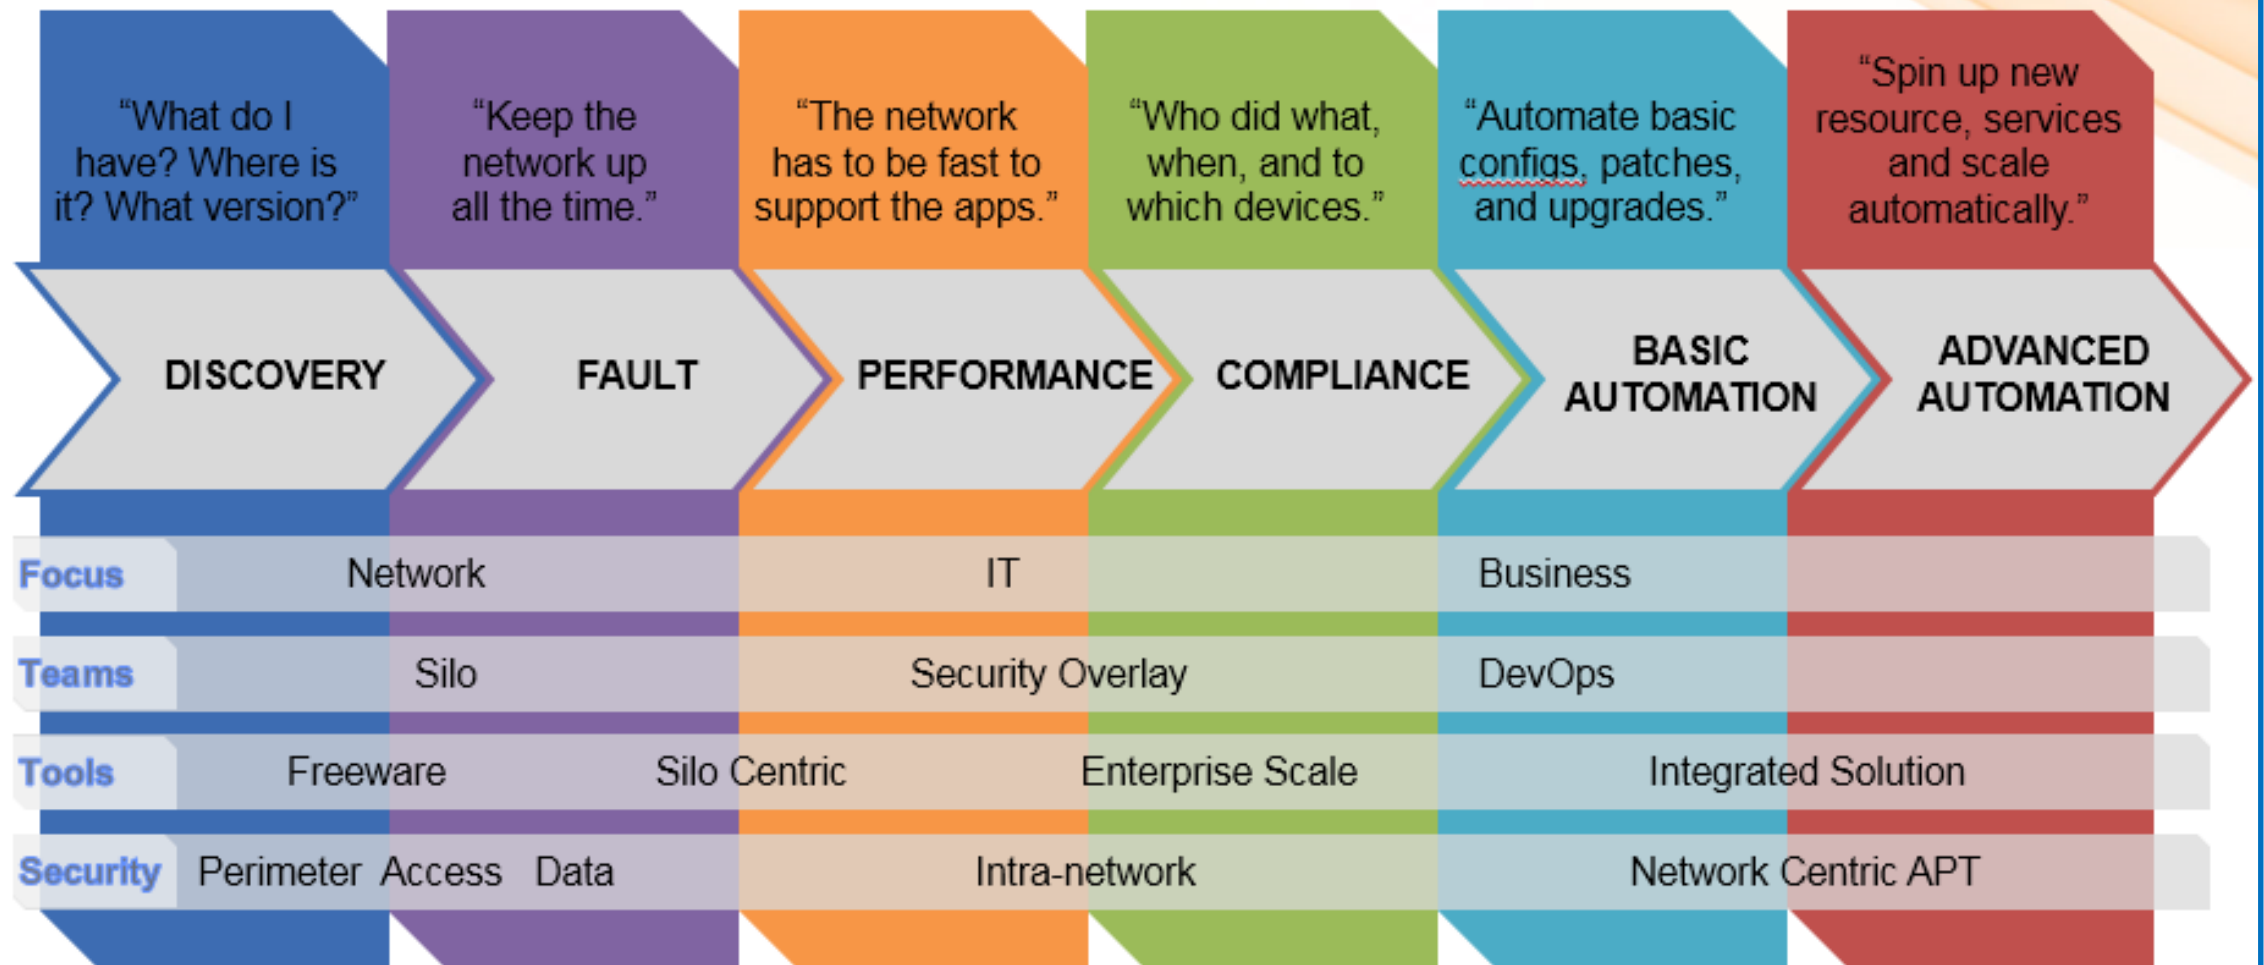 “What do I
have? Where is
it? What version?”
“Keep the
network up
all the time.”
“The network
has to be fast to
support the apps.”
“Who did what,
when, and to
which devices.”
“Automate basic
configs, patches,
and upgrades.”
“Spin up new
resource, services
and scale
automatically.”
DISCOVERY
FAULT
PERFORMANCE
COMPLIANCE
BASIC
AUTOMATION
ADVANCED
AUTOMATION
Focus Network IT Business
Teams Silo Security Overlay DevOps
Tools Freeware Silo Centric Enterprise Scale Integrated Solution
Security Perimeter Access Data Intra-network Network Centric APT